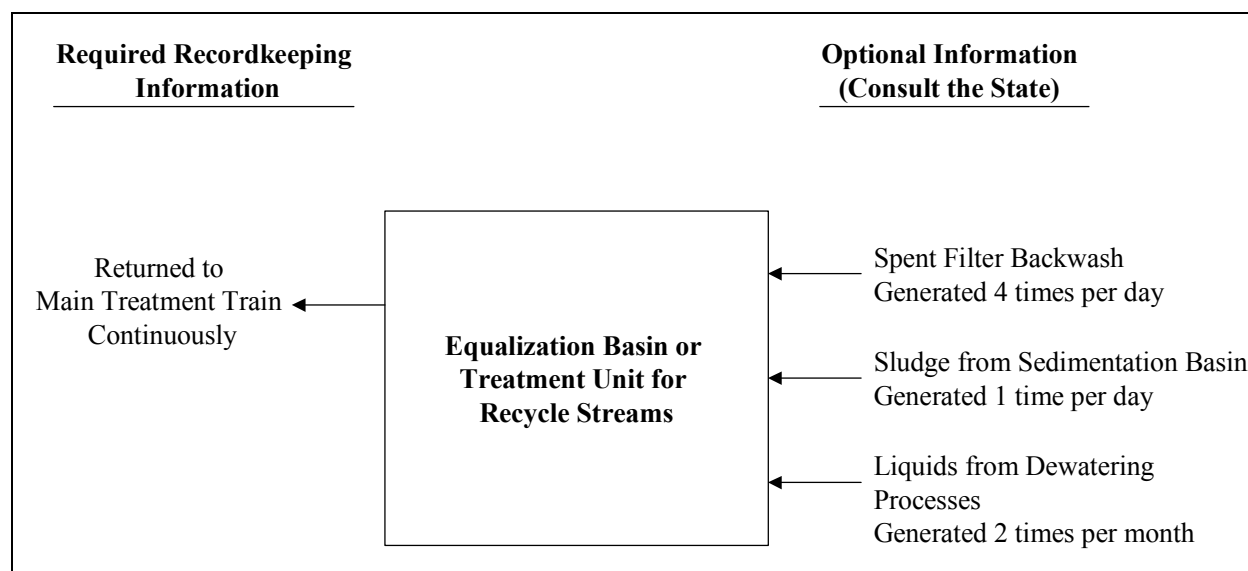 Required Recordkeeping
Information
Optional Information
(Consult the State)
Returned to
Main Treatment Train
Continuously
Equalization Basin or
Treatment Unit for
Recycle Streams
Spent Filter Backwash
Generated 4 times per day
Sludge from Sedimentation Basin
Generated 1 time per day
Liquids from Dewatering
Processes
Generated 2 times per month